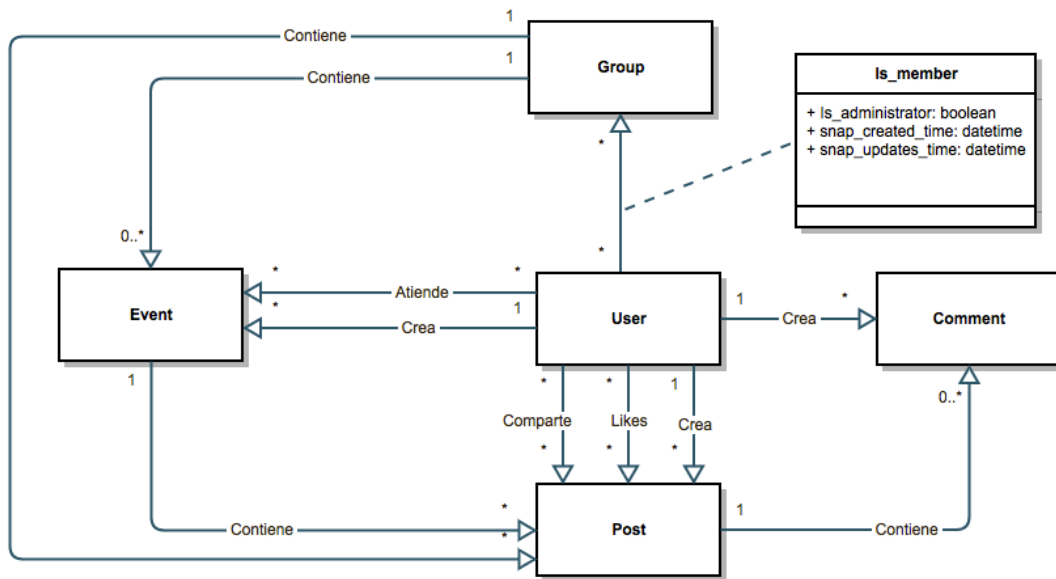 1
Contiene
1
Contiene
Group
Is_member
+ Is_administrator: boolean
+ snap_created_time: datetime
+ snap_updates_time: datetime
*
*
0..*
Event
*
Atiende
*
*
Crea
1
User
1
Crea
*
Comment
1
*
*
1
0..*
Comparte
Likes
Crea
*
*
*
Contiene
*
*
Post
1
Contiene